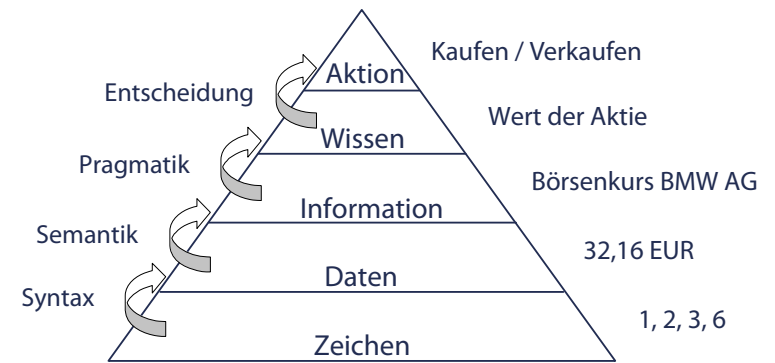 Kaufen / Verkaufen
Aktion
Entscheidung
Wert der Aktie
Wissen
Pragmatik
Börsenkurs BMW AG
Information
Semantik
32,16 EUR
Daten
Syntax
1, 2, 3, 6
Zeichen